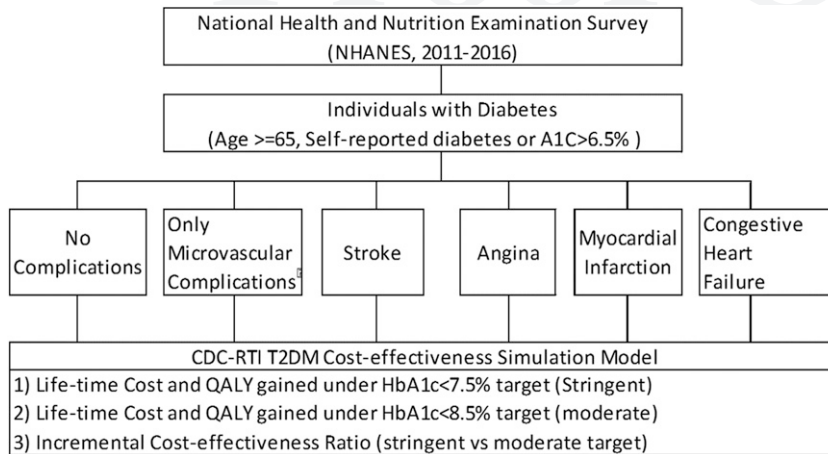 National Health and Nutrition Examination Survey
(NHANES, 2011-2016)
Individuals with Diabetes
(Age >=65, Self-reported diabetes or A1C>6.5% )
No
Complications
Only
Microvascular
Complications
Stroke
Angina
Myocardial
Infarction
Congestive
Heart
Failure
CDC-RTI T2DM Cost-effectiveness Simulation Model
1) Life-time Cost and QALY gained under HbA1c<7.5% target (Stringent)
2) Life-time Cost and QALY gained under HbA1c<8.5% target (moderate)
3) Incremental Cost-effectiveness Ratio (stringent vs moderate target)